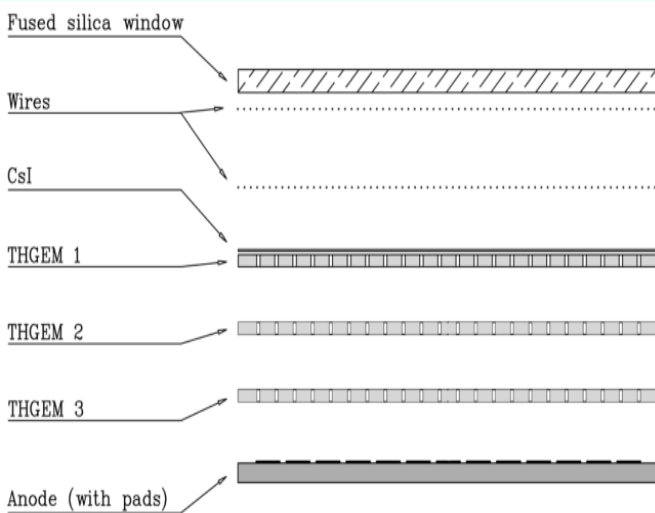 Fused silica window
Wires
CsI
THGEM 1
THGEM 2
THGEM 3
Anode (with pads)